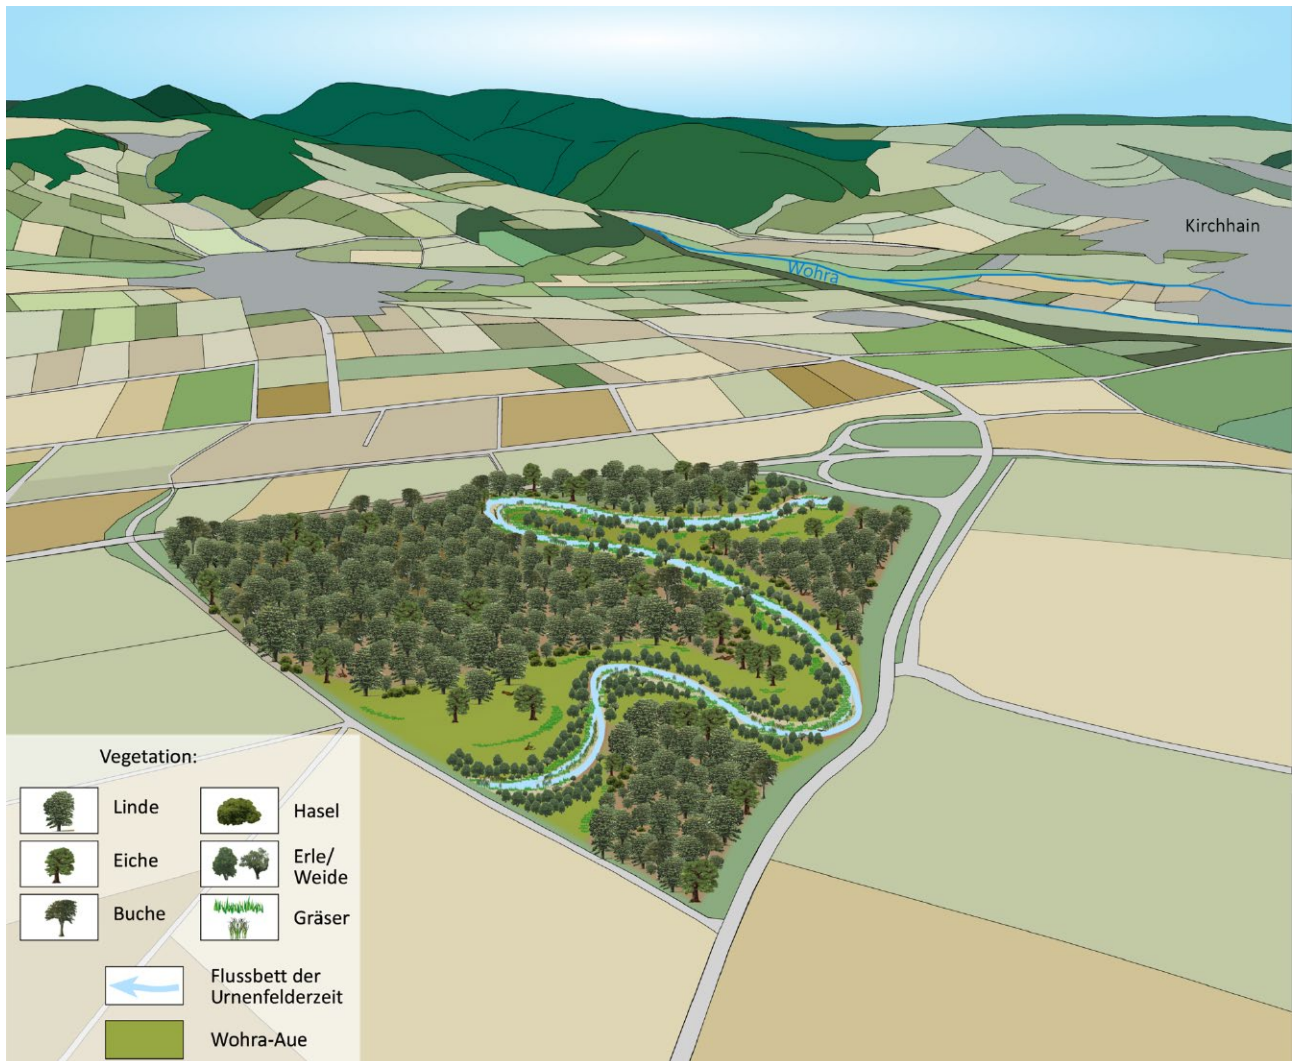 Kirchhain
Wohra
Vegetation:
Linde
Hasel
Eiche
Erle/
Weide
Buche
Gräser
Flussbett der
Urnenfelderzeit
Wohra-Aue